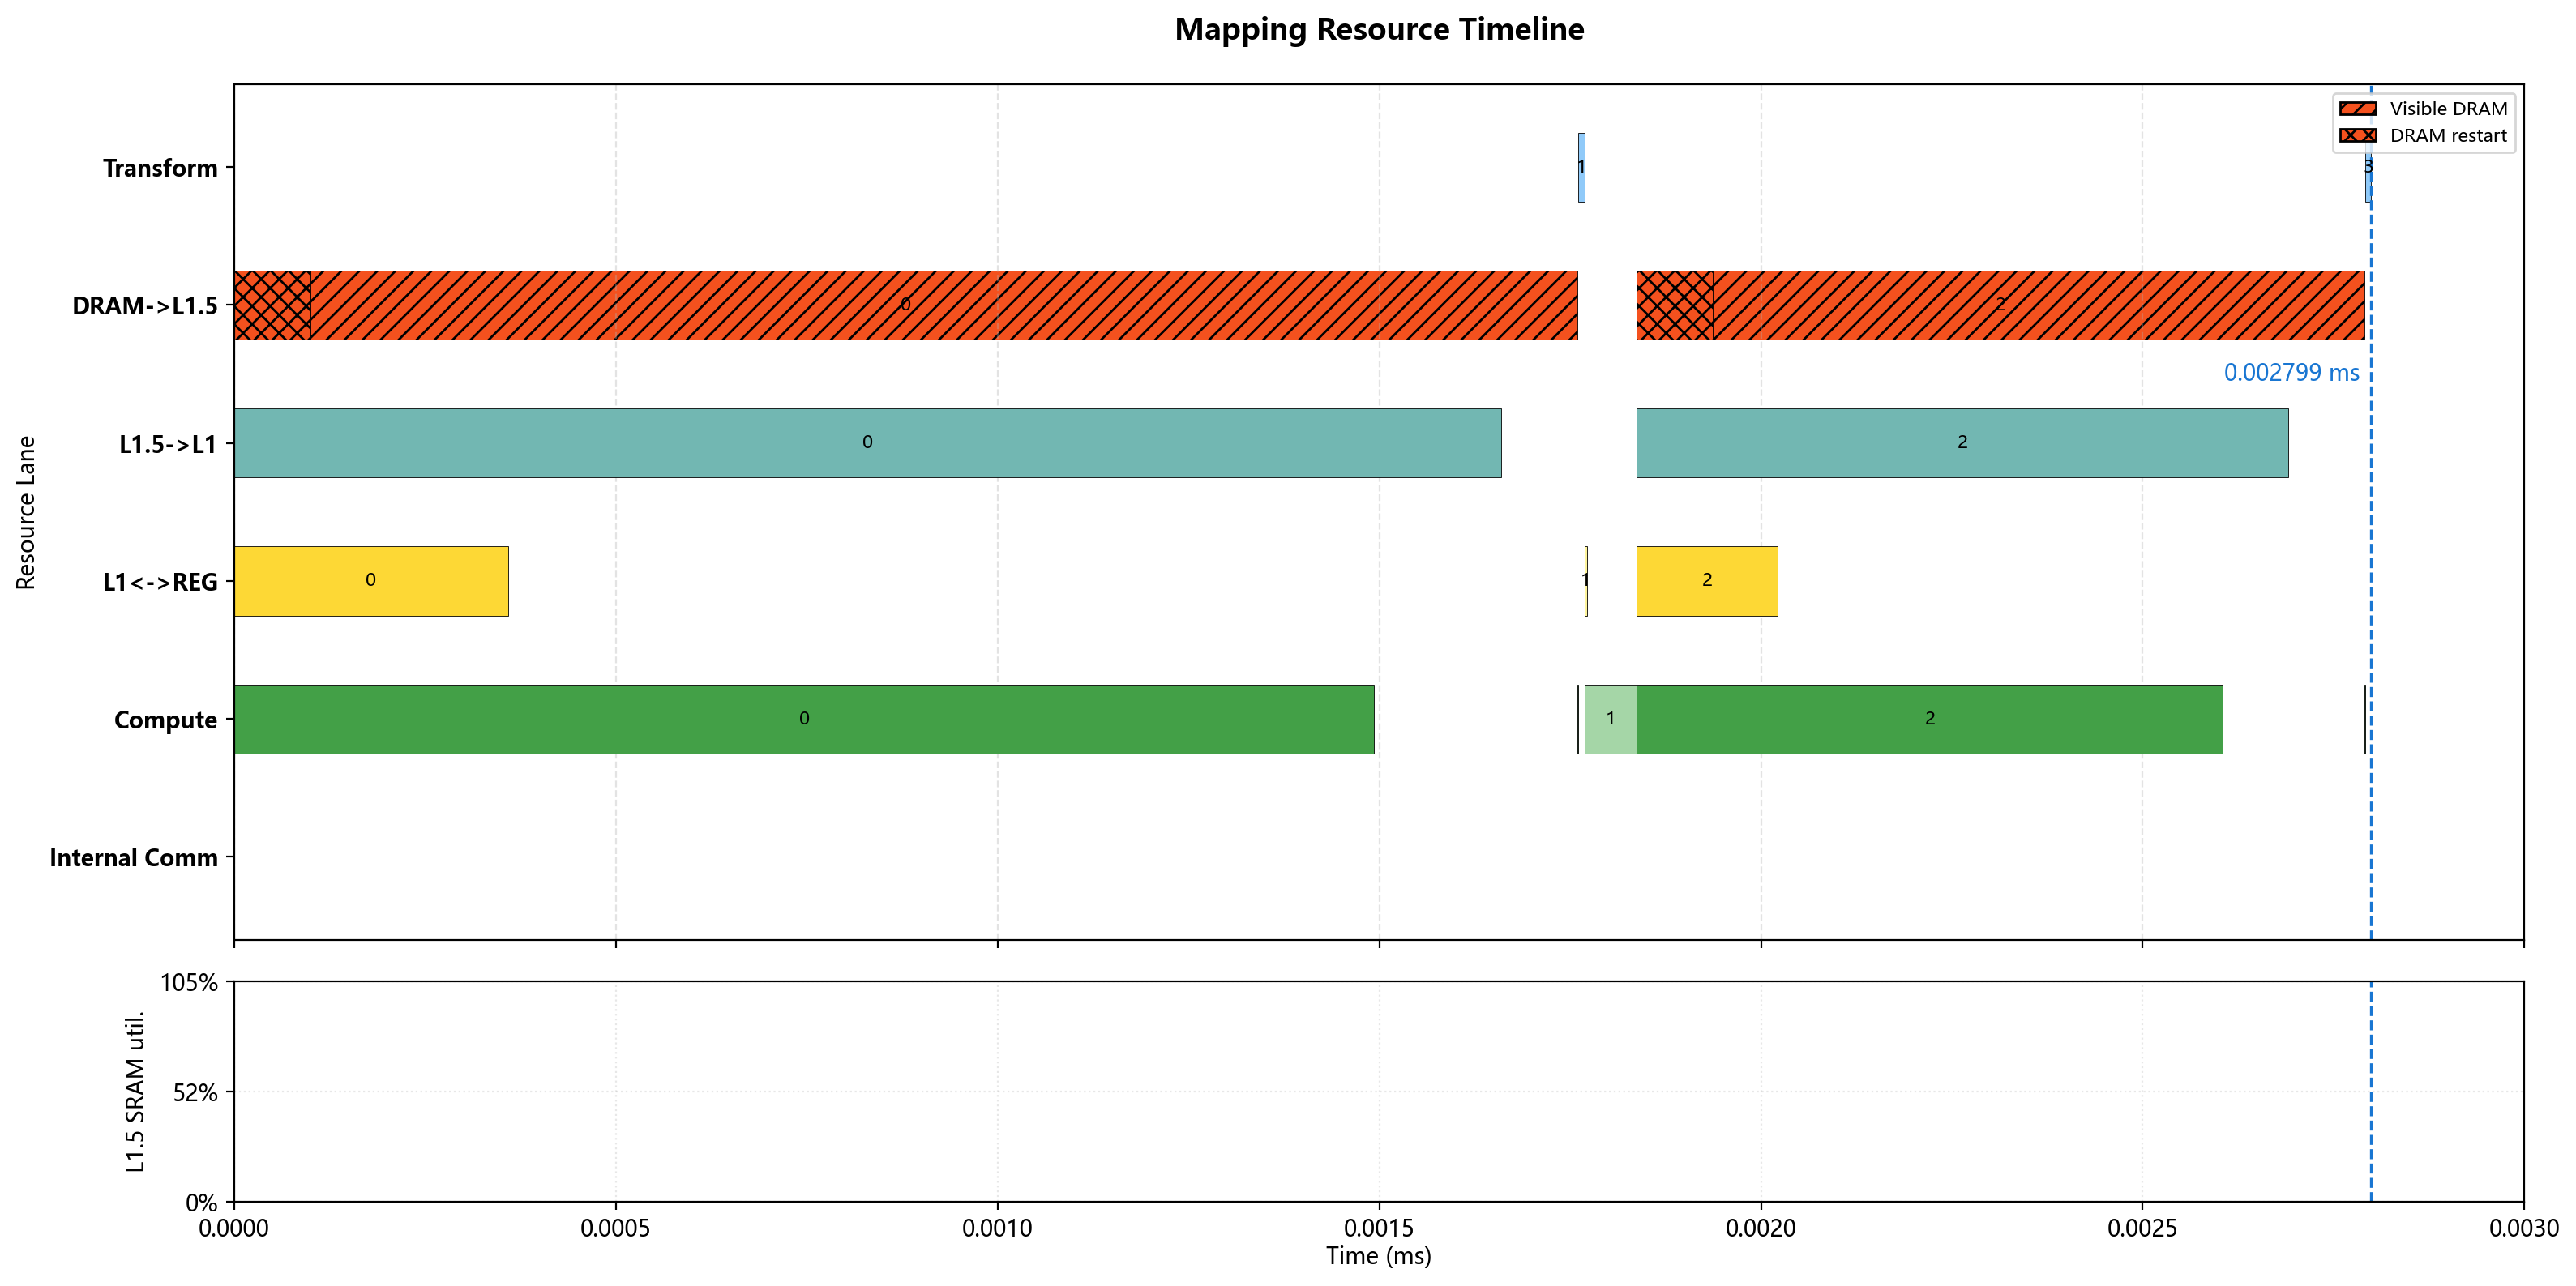 Mapping Resource Timeline
Visible DRAM
DRAM restart
Transform
1
3
DRAM->L1.5
0
2
0.002799 ms
L1.5->L1
0
2
Resource Lane
L1<->REG
0
1
2
Compute
0
1
2
Internal Comm
105%
52%
0%
L1.5 SRAM util.
0.0000
0.0005
0.0010
0.0015
0.0020
0.0025
0.0030
Time (ms)